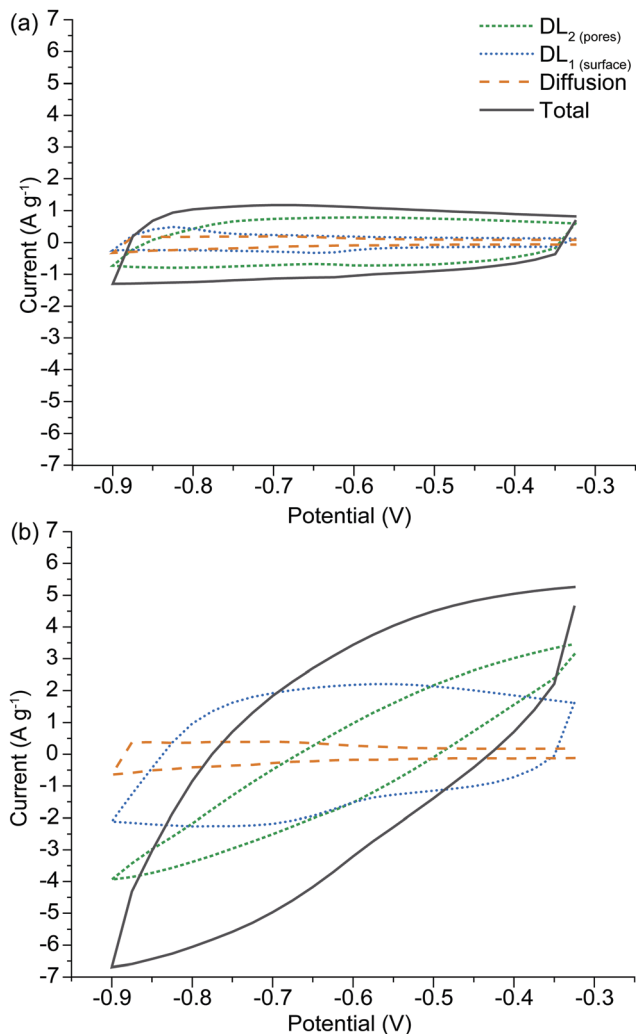 (a)
7
6
5
4
3
2
1
0
-1
-2
-3
-4
-5
-6
-7
Current (A g⁻¹)
DL₂ (pores)
DL₁ (surface)
Diffusion
Total
-0.9 -0.8 -0.7 -0.6 -0.5 -0.4 -0.3
Potential (V)
(b)
7
6
5
4
3
2
1
0
-1
-2
-3
-4
-5
-6
-7
Current (A g⁻¹)
-0.9 -0.8 -0.7 -0.6 -0.5 -0.4 -0.3
Potential (V)